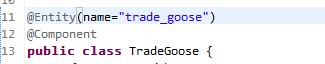 11 @Entity(name="trade_goose")
12 @Component
13 public class TradeGoose {